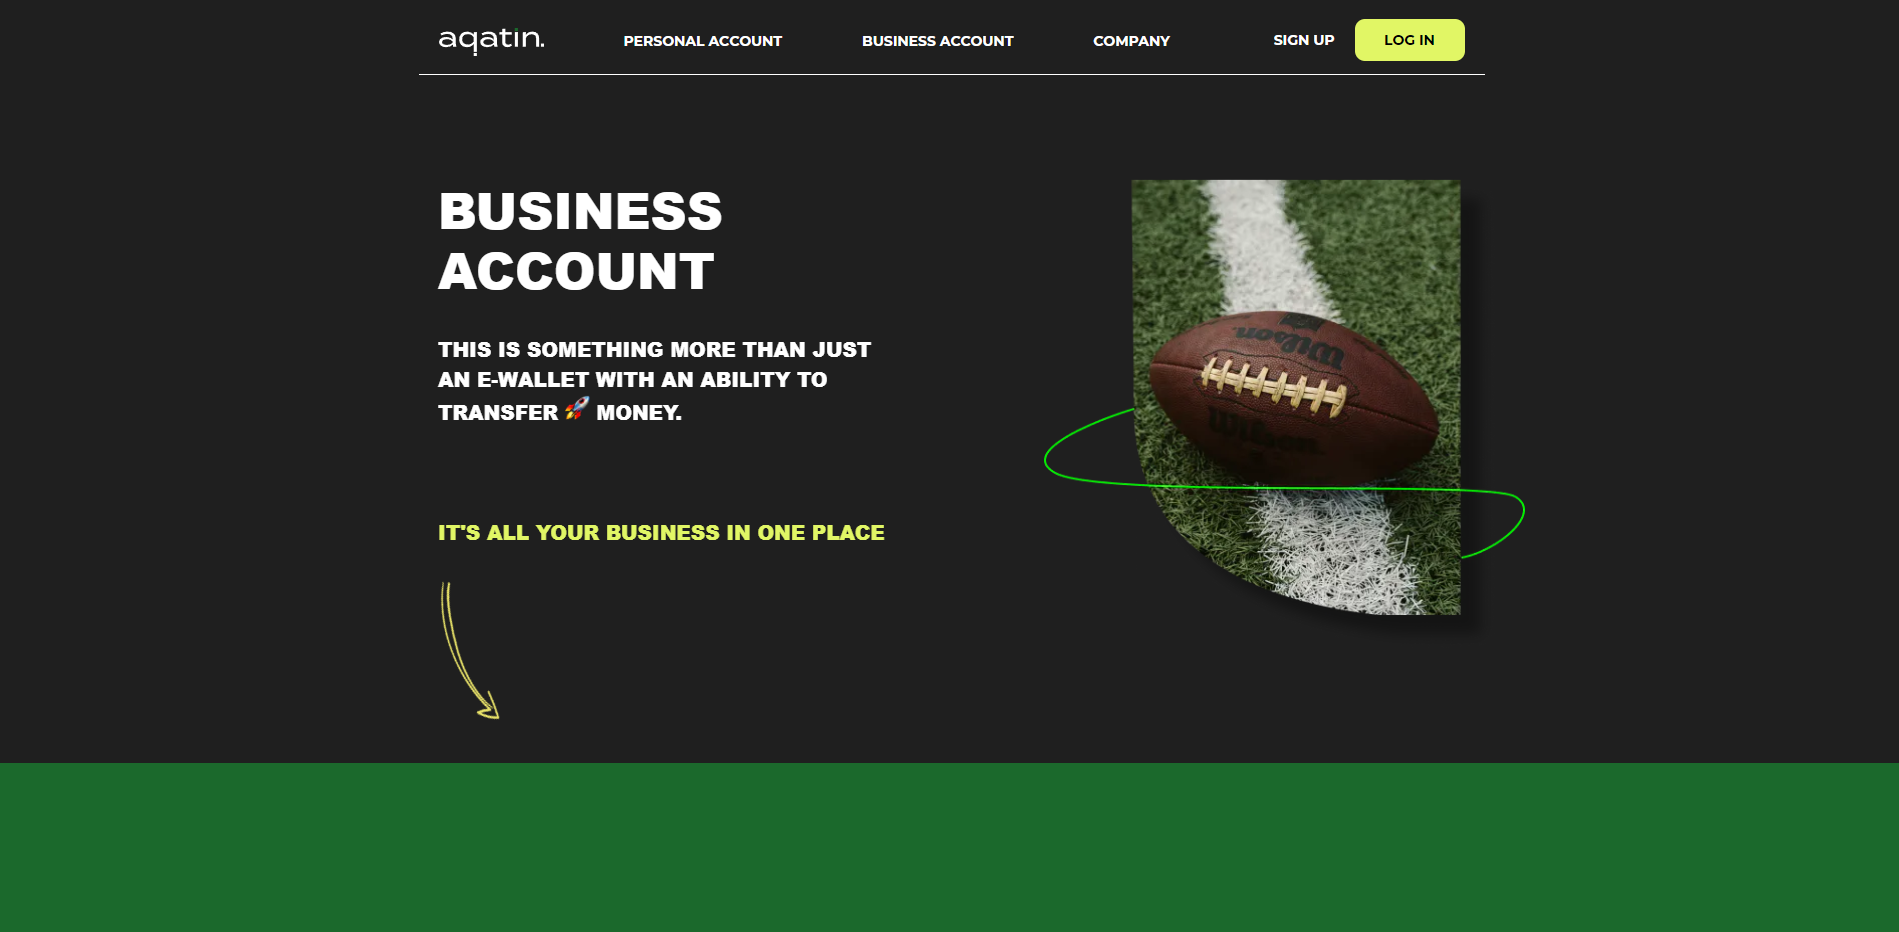 aqatin.
PERSONAL ACCOUNT
BUSINESS ACCOUNT
COMPANY
SIGN UP
LOG IN
BUSINESS
ACCOUNT
THIS IS SOMETHING MORE THAN JUST
AN E-WALLET WITH AN ABILITY TO
TRANSFER 🚀 MONEY.
IT'S ALL YOUR BUSINESS IN ONE PLACE
Wilson.
Wilson.